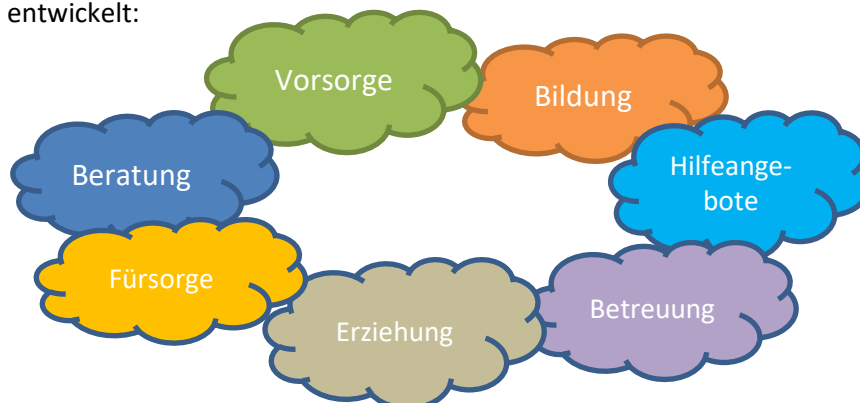 entwickelt:
Vorsorge
Bildung
Beratung
Hilfeange-
bote
Fürsorge
Betreuung
Erziehung